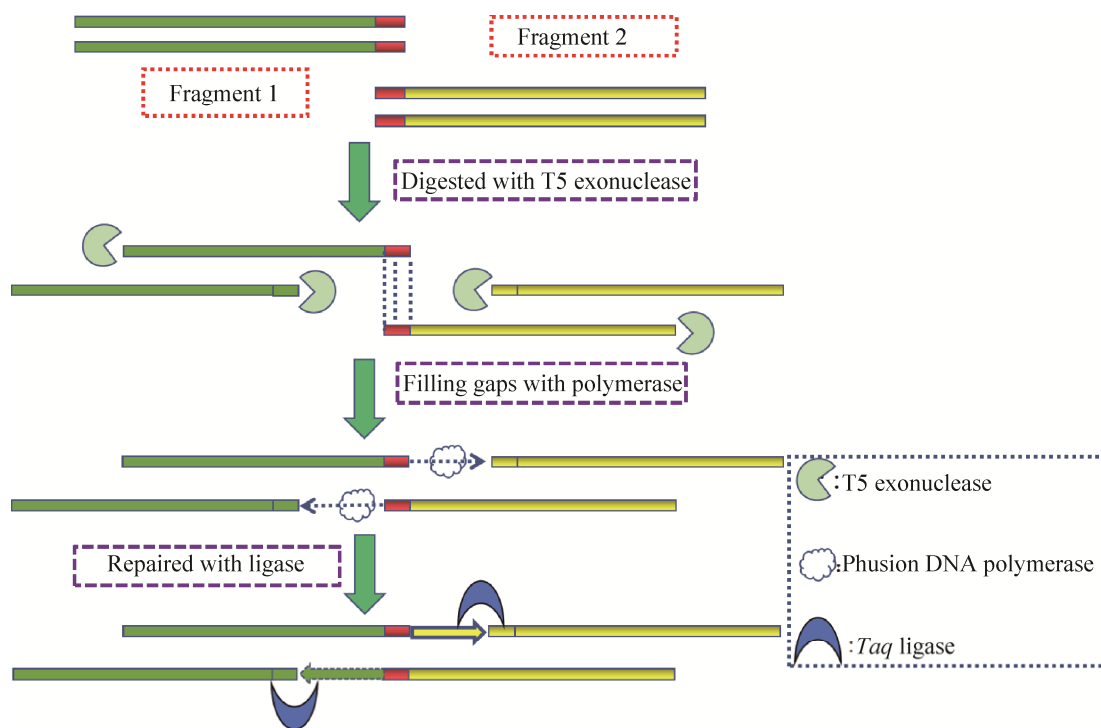 Fragment 2
Fragment 1
Digested with T5 exonuclease
Filling gaps with polymerase
:T5 exonuclease
Repaired with ligase
:Phusion DNA polymerase
:Taq ligase